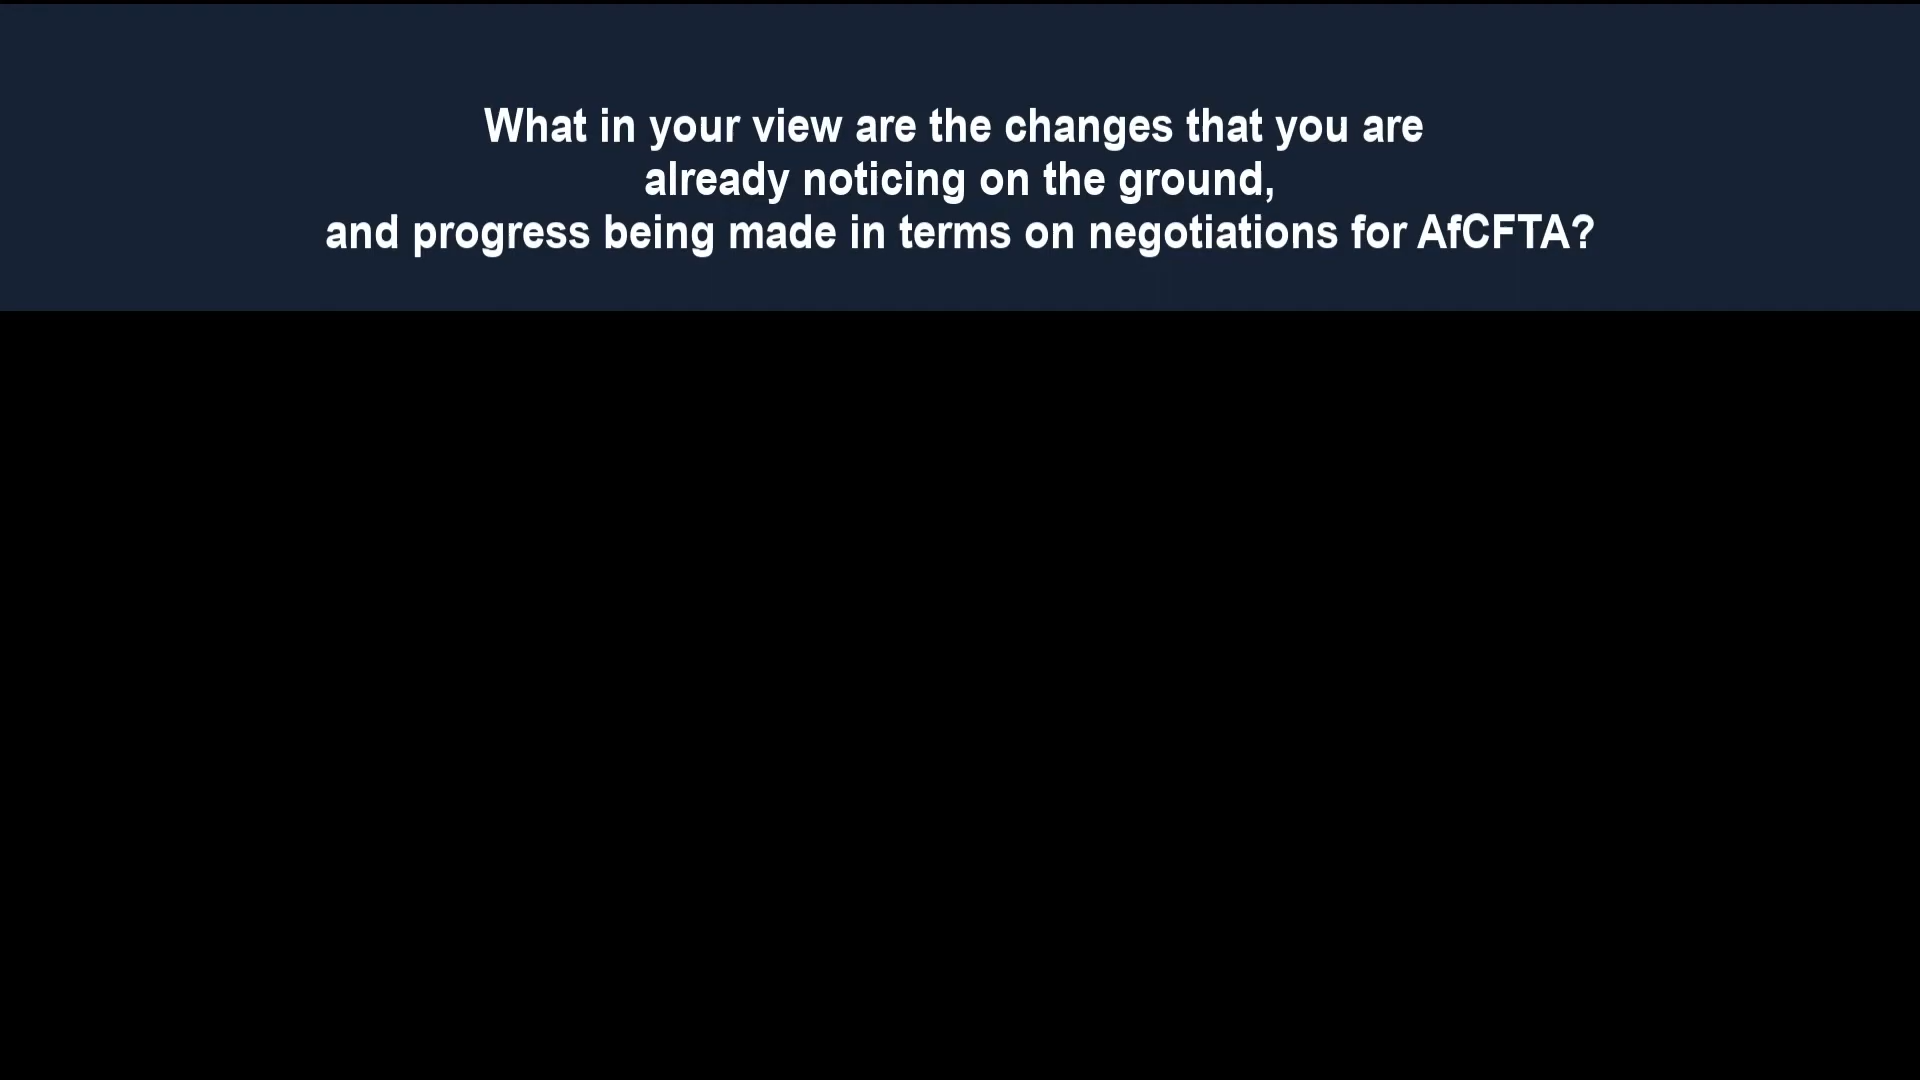 What in your view are the changes that you are
already noticing on the ground,
and progress being made in terms on negotiations for AfCFTA?